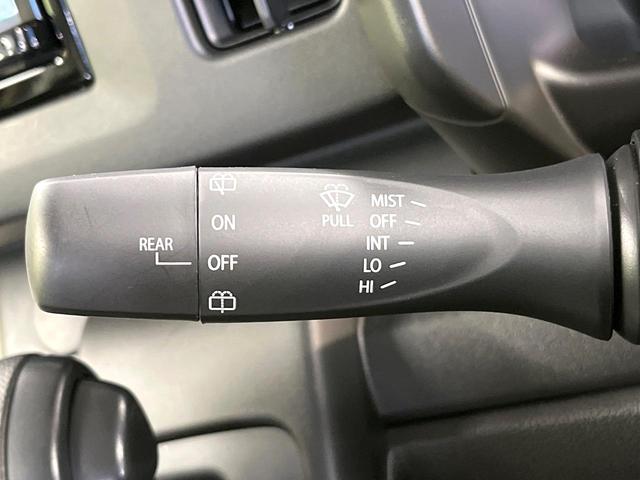 REAR
ON
OFF
PULL
MIST
OFF
INT
LO
HI